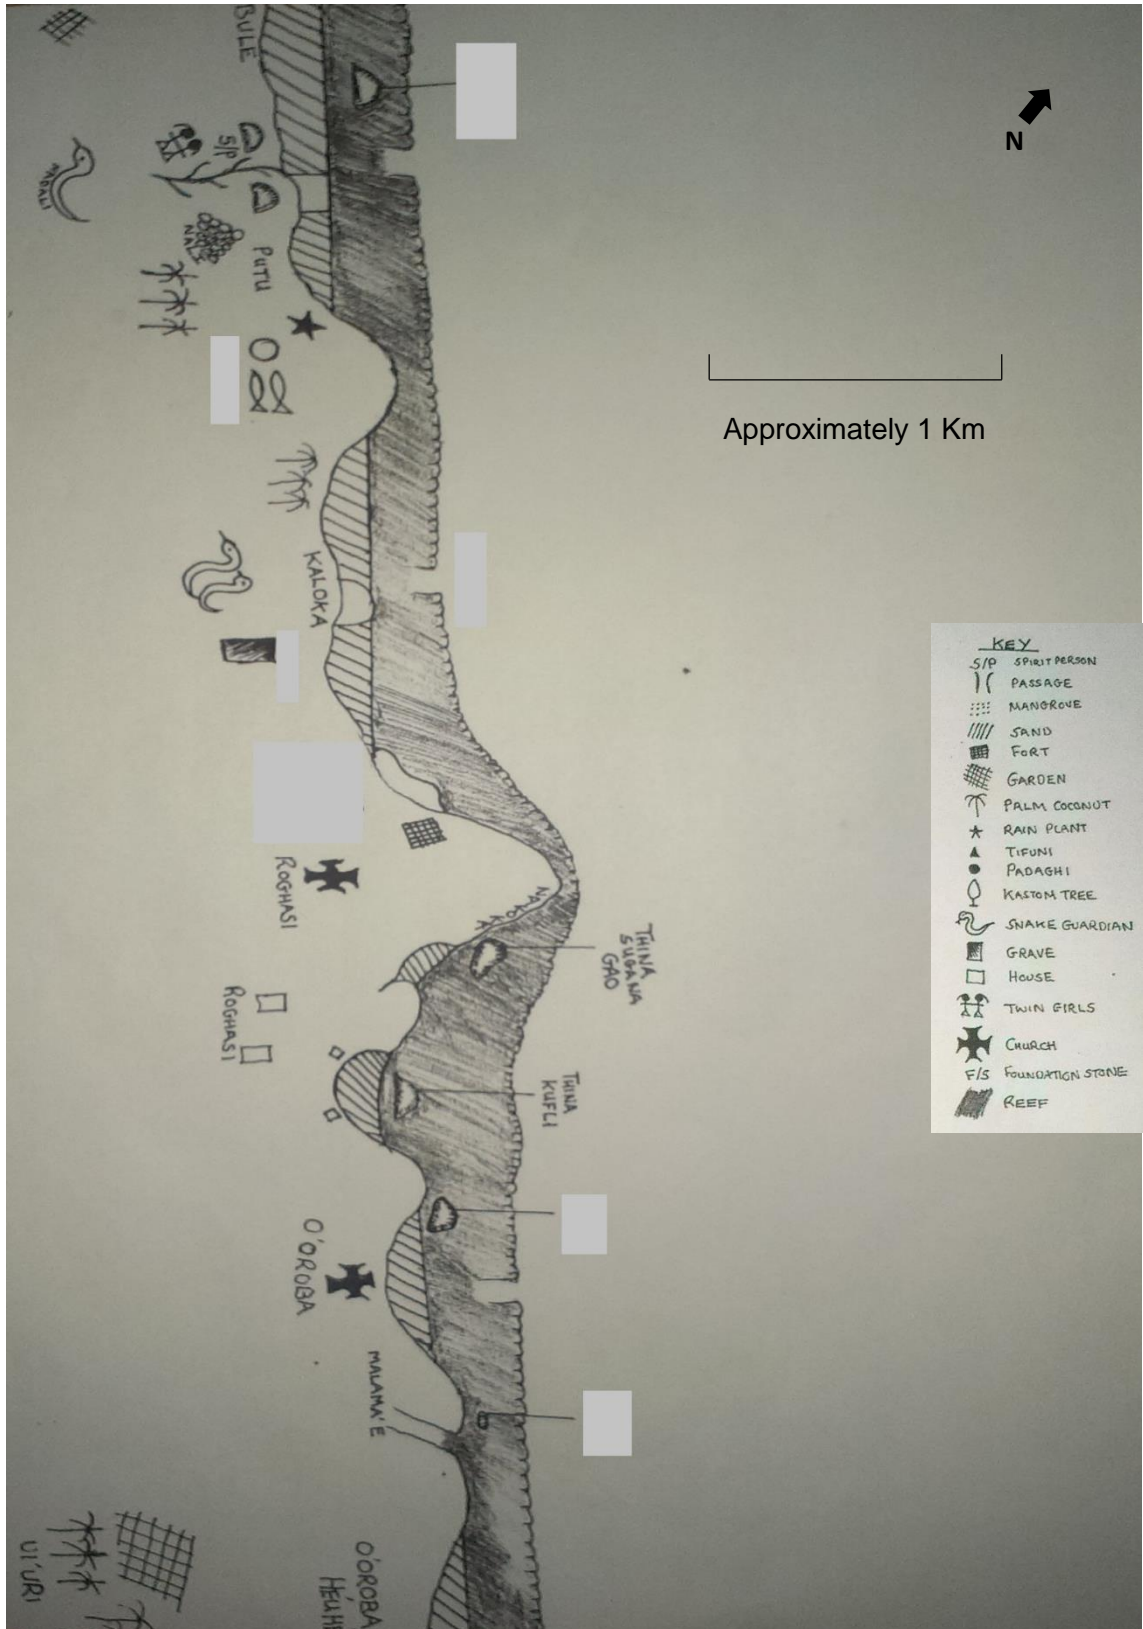 BULE
N
S/P
MADALI
NALI
PUTU
Approximately 1 Km
KALOKA
KEY
S/P SPIRIT PERSON
PASSAGE
MANGROVE
SAND
FORT
GARDEN
PALM COCONUT
RAIN PLANT
TIFUNI
PADAGHI
KASTOM TREE
SNAKE GUARDIAN
GRAVE
HOUSE
TWIN GIRLS
CHURCH
F/S FOUNDATION STONE
REEF
ROGHASI
THINA
SUGANA
GAO
ROGHASI
THINA
KUFLI
O'OROBA
MALAMA'E
O'OROBA
UI'URI